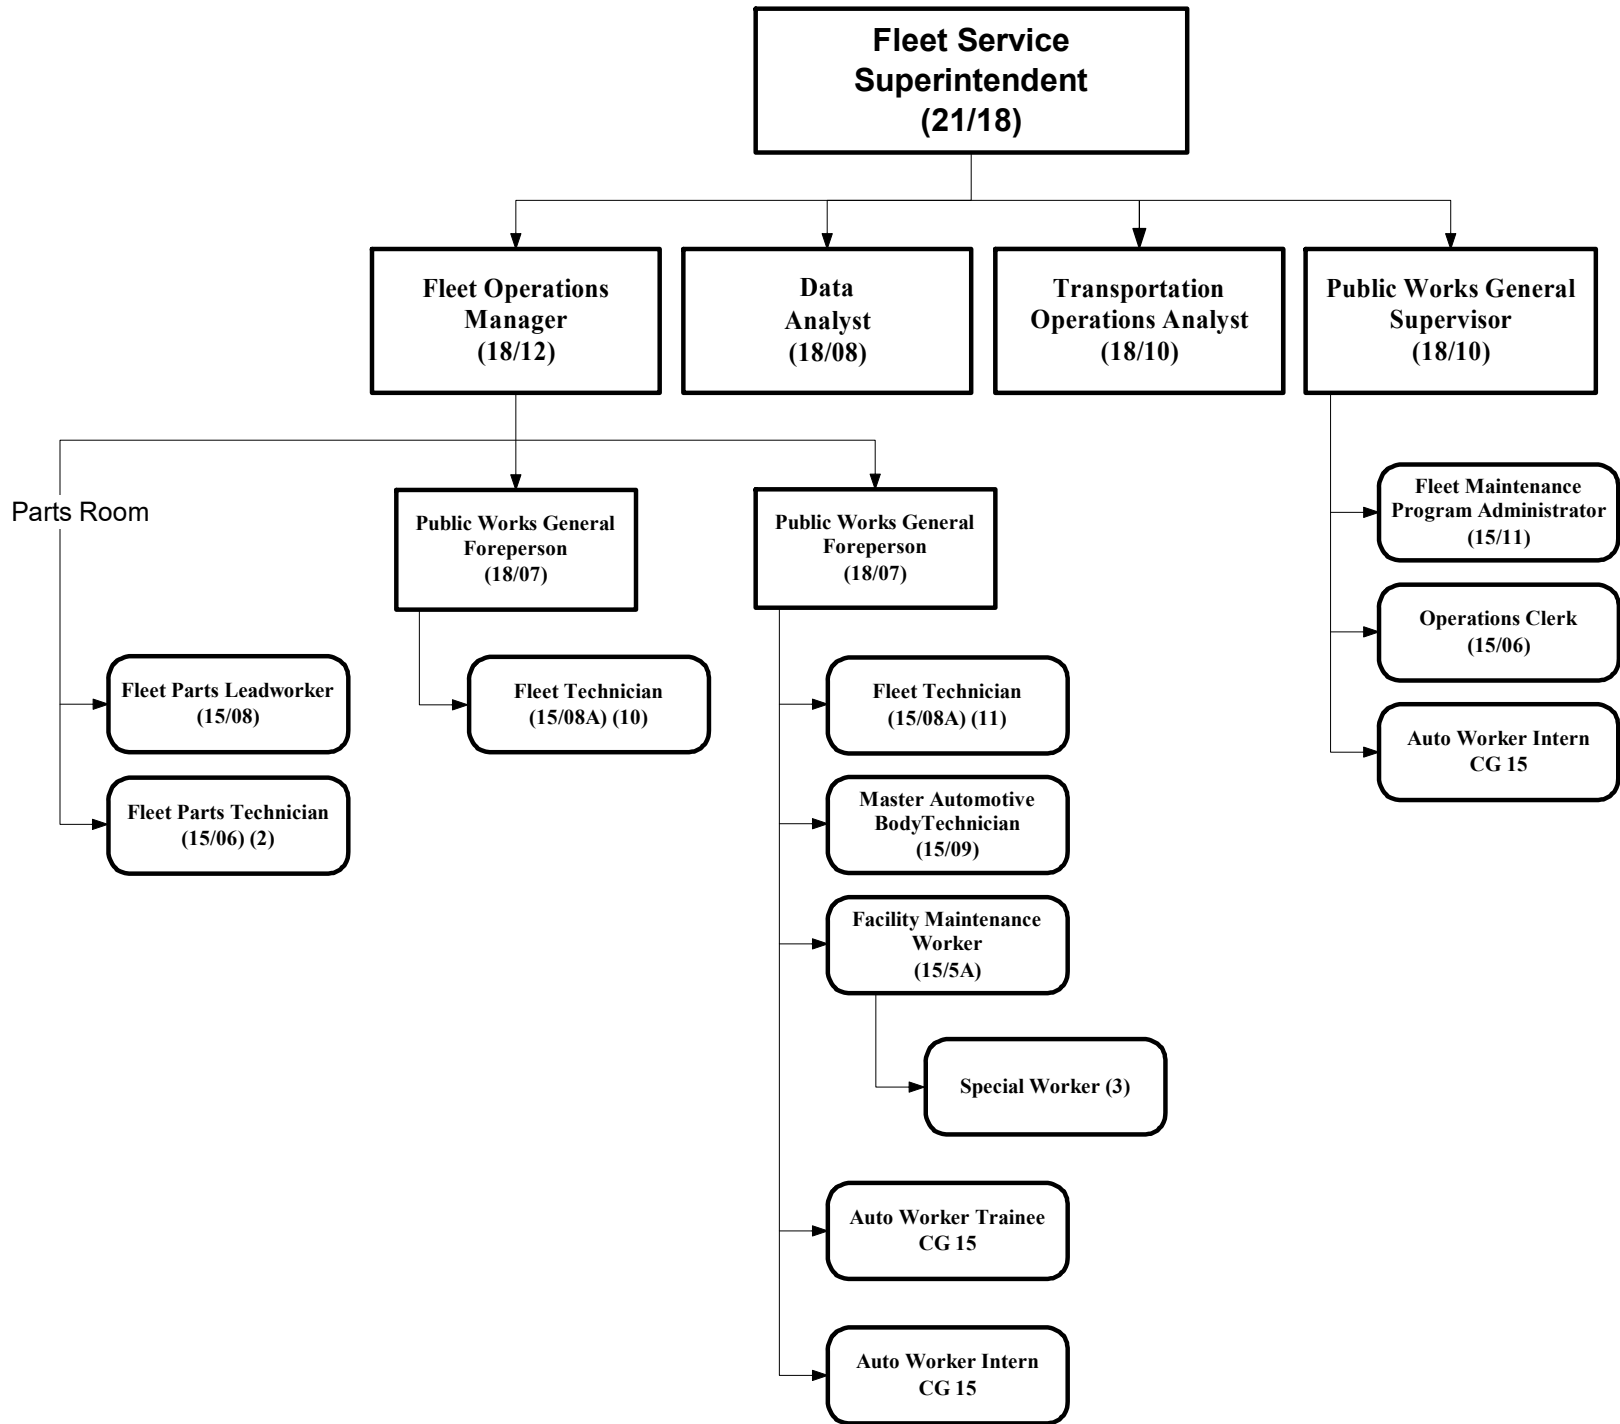 Fleet Service
Superintendent
(21/18)
Fleet Operations
Manager
(18/12)
Data
Analyst
(18/08)
Transportation
Operations Analyst
(18/10)
Public Works General
Supervisor
(18/10)
Parts Room
Public Works General
Foreperson
(18/07)
Public Works General
Foreperson
(18/07)
Fleet Maintenance
Program Administrator
(15/11)
Operations Clerk
(15/06)
Auto Worker Intern
CG 15
Fleet Parts Leadworker
(15/08)
Fleet Parts Technician
(15/06) (2)
Fleet Technician
(15/08A) (10)
Fleet Technician
(15/08A) (11)
Master Automotive
BodyTechnician
(15/09)
Facility Maintenance
Worker
(15/5A)
Special Worker (3)
Auto Worker Trainee
CG 15
Auto Worker Intern
CG 15